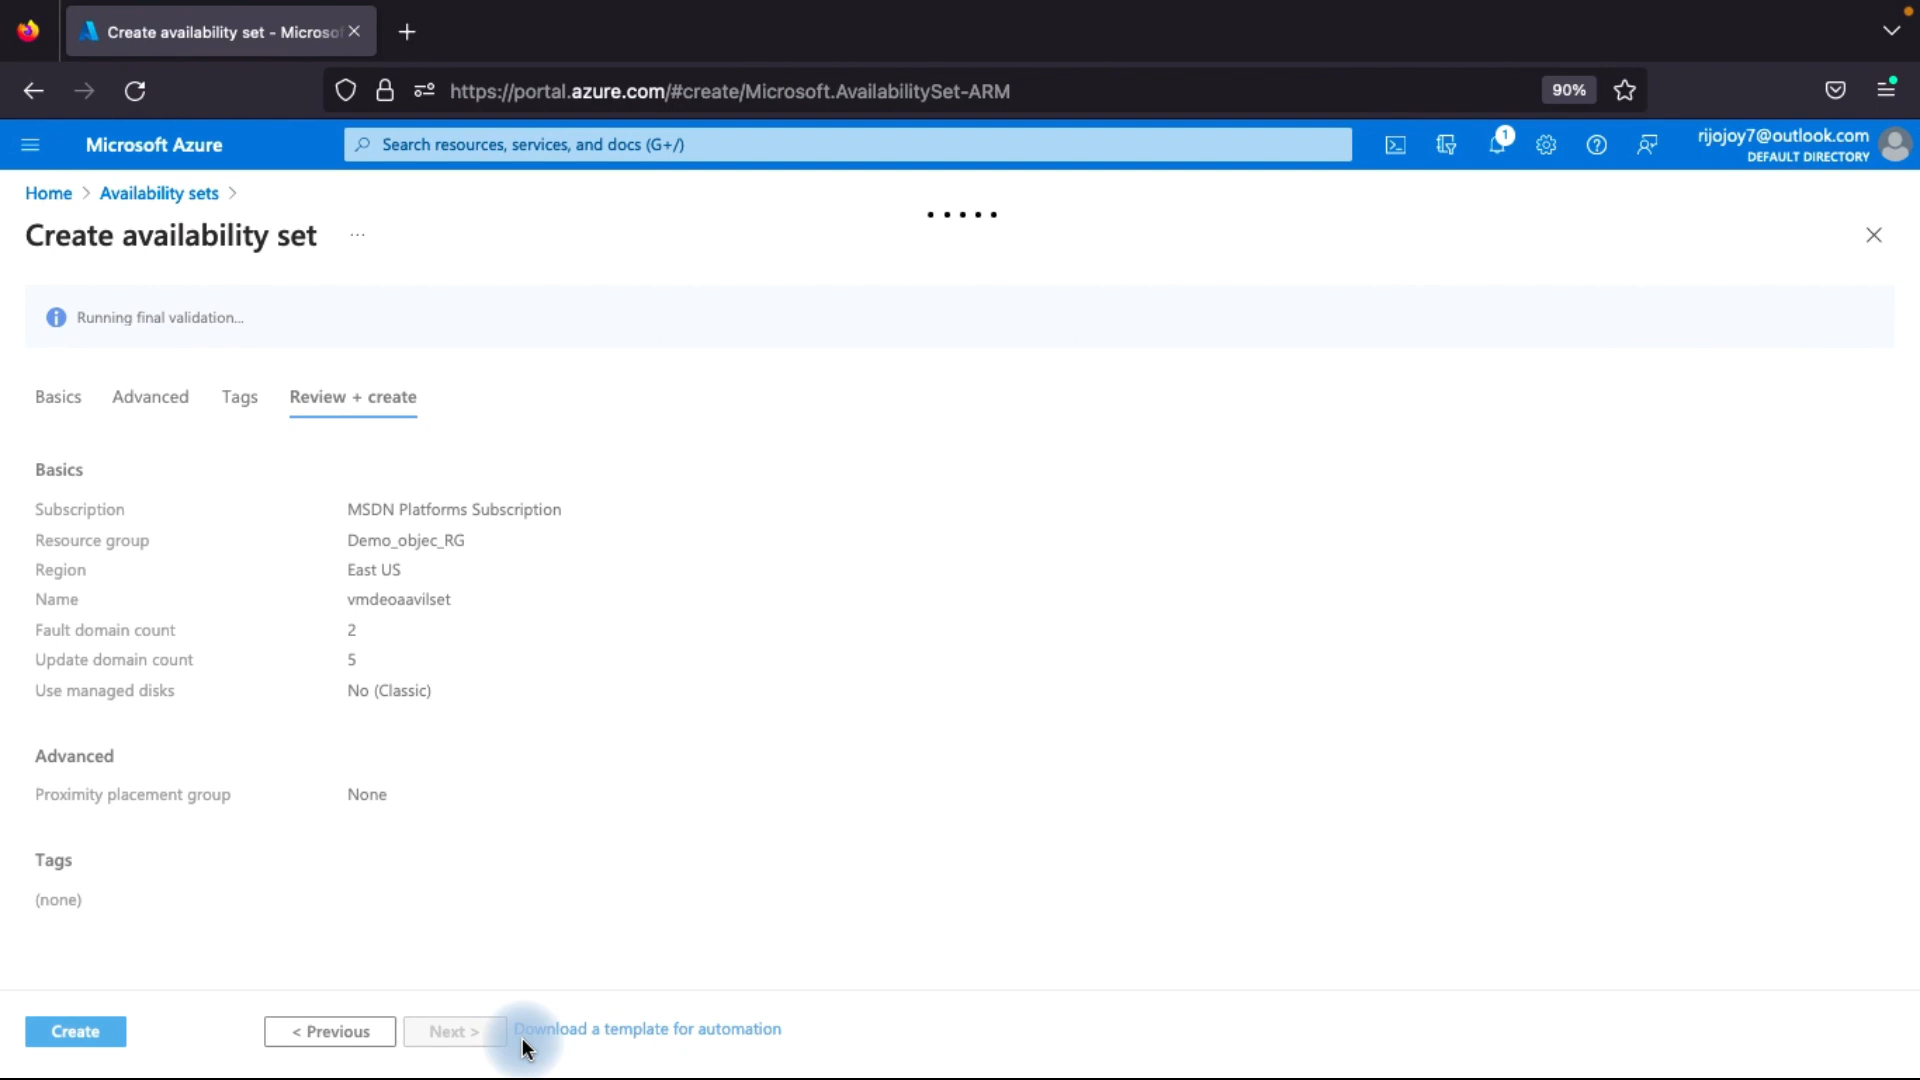 Create availability set - Microsof
https://portal.azure.com/#create/Microsoft.AvailabilitySet-ARM
90%
Microsoft Azure
Search resources, services, and docs (G+/)
1
rijojoy7@outlook.com
DEFAULT DIRECTORY
Home > Availability sets >
Create availability set ...
Running final validation...
Basics Advanced Tags Review + create
Basics
Subscription MSDN Platforms Subscription
Resource group Demo_objec_RG
Region East US
Name vmdeoaavilset
Fault domain count 2
Update domain count 5
Use managed disks No (Classic)
Advanced
Proximity placement group None
Tags
(none)
Create < Previous Next > Download a template for automation